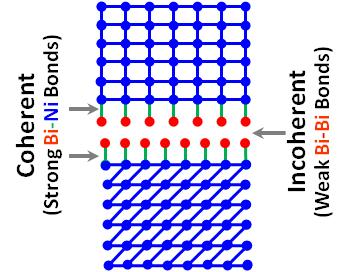 Coherent
(Strong Bi-Ni Bonds)
Incoherent
(Weak Bi-Bi Bonds)